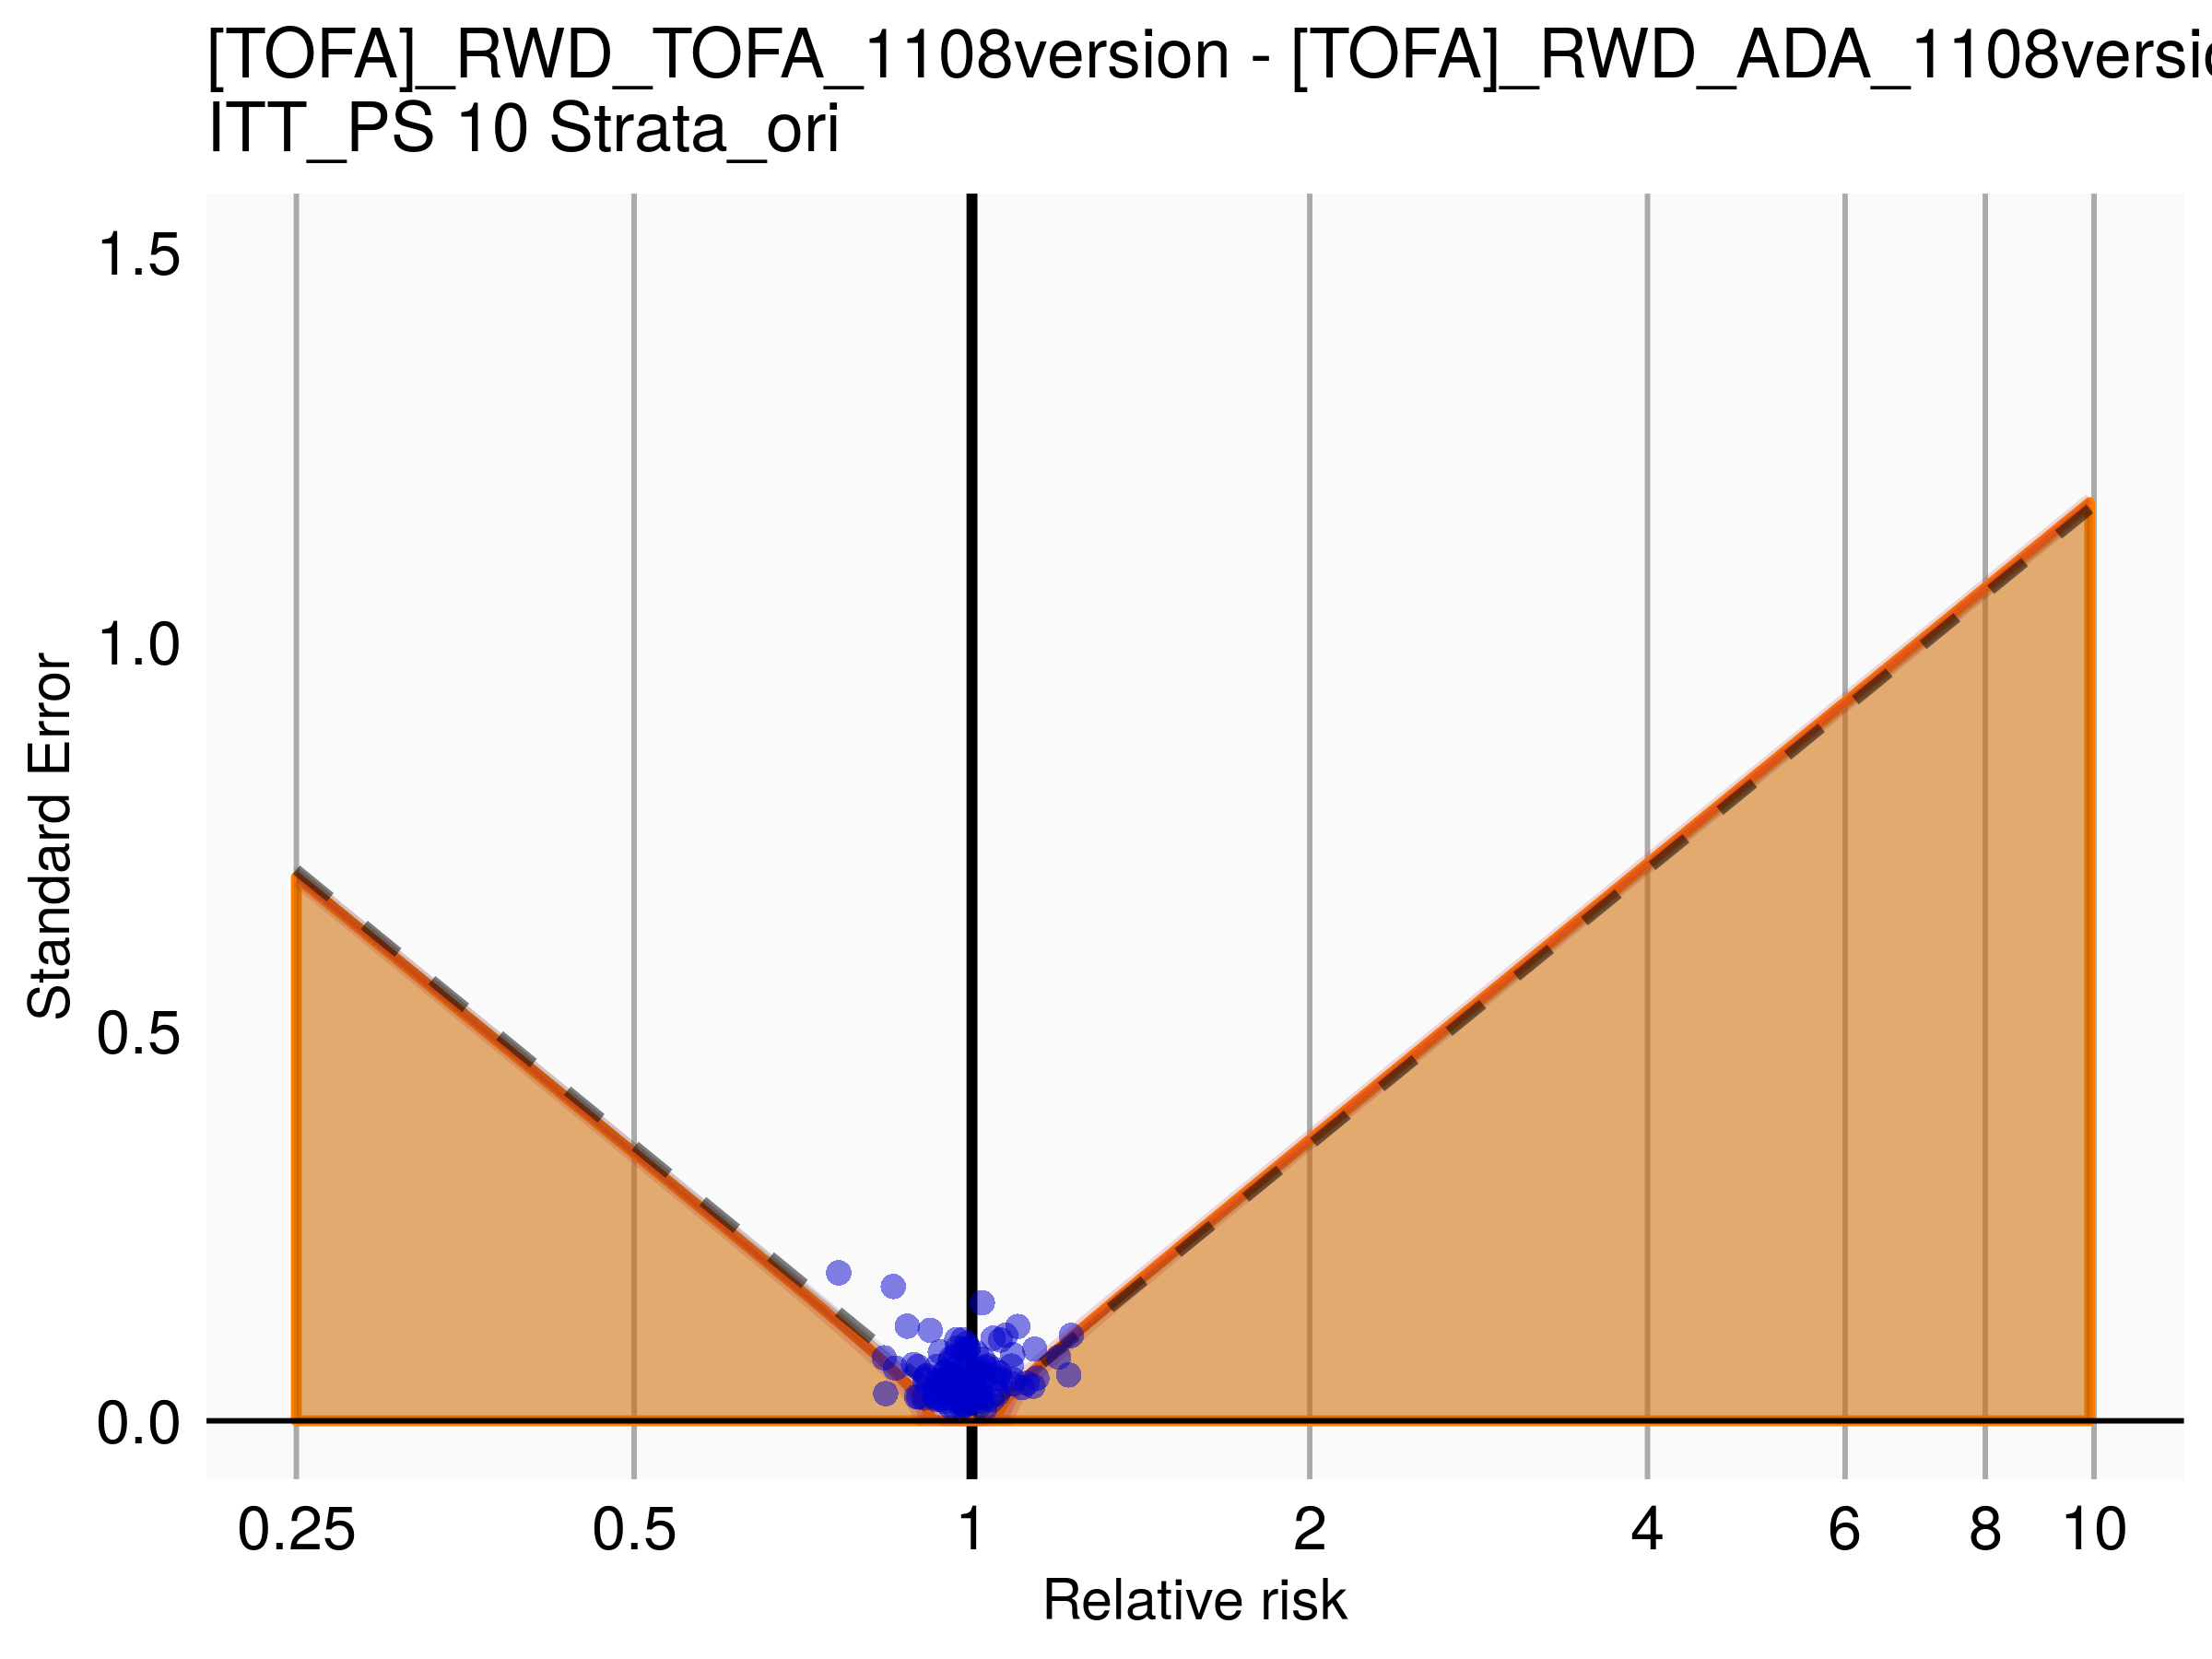 [TOFA]_RWD_TOFA_1108version - [TOFA]_RWD_ADA_1108versi
ITT_PS 10 Strata_ori
1.5
1.0
0.5
0.0
Standard Error
0.25 0.5 1 2 4 6 8 10
Relative risk